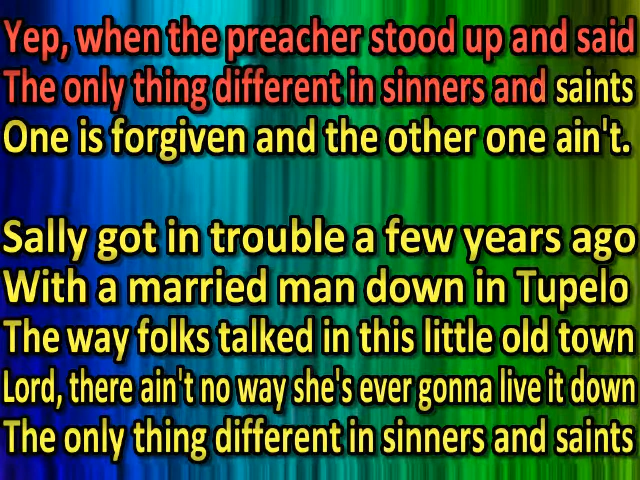 Yep, when the preacher stood up and said
The only thing different in sinners and saints
One is forgiven and the other one ain't.
Sally got in trouble a few years ago
With a married man down in Tupelo
The way folks talked in this little old town
Lord, there ain't no way she's ever gonna live it down
The only thing different in sinners and saints